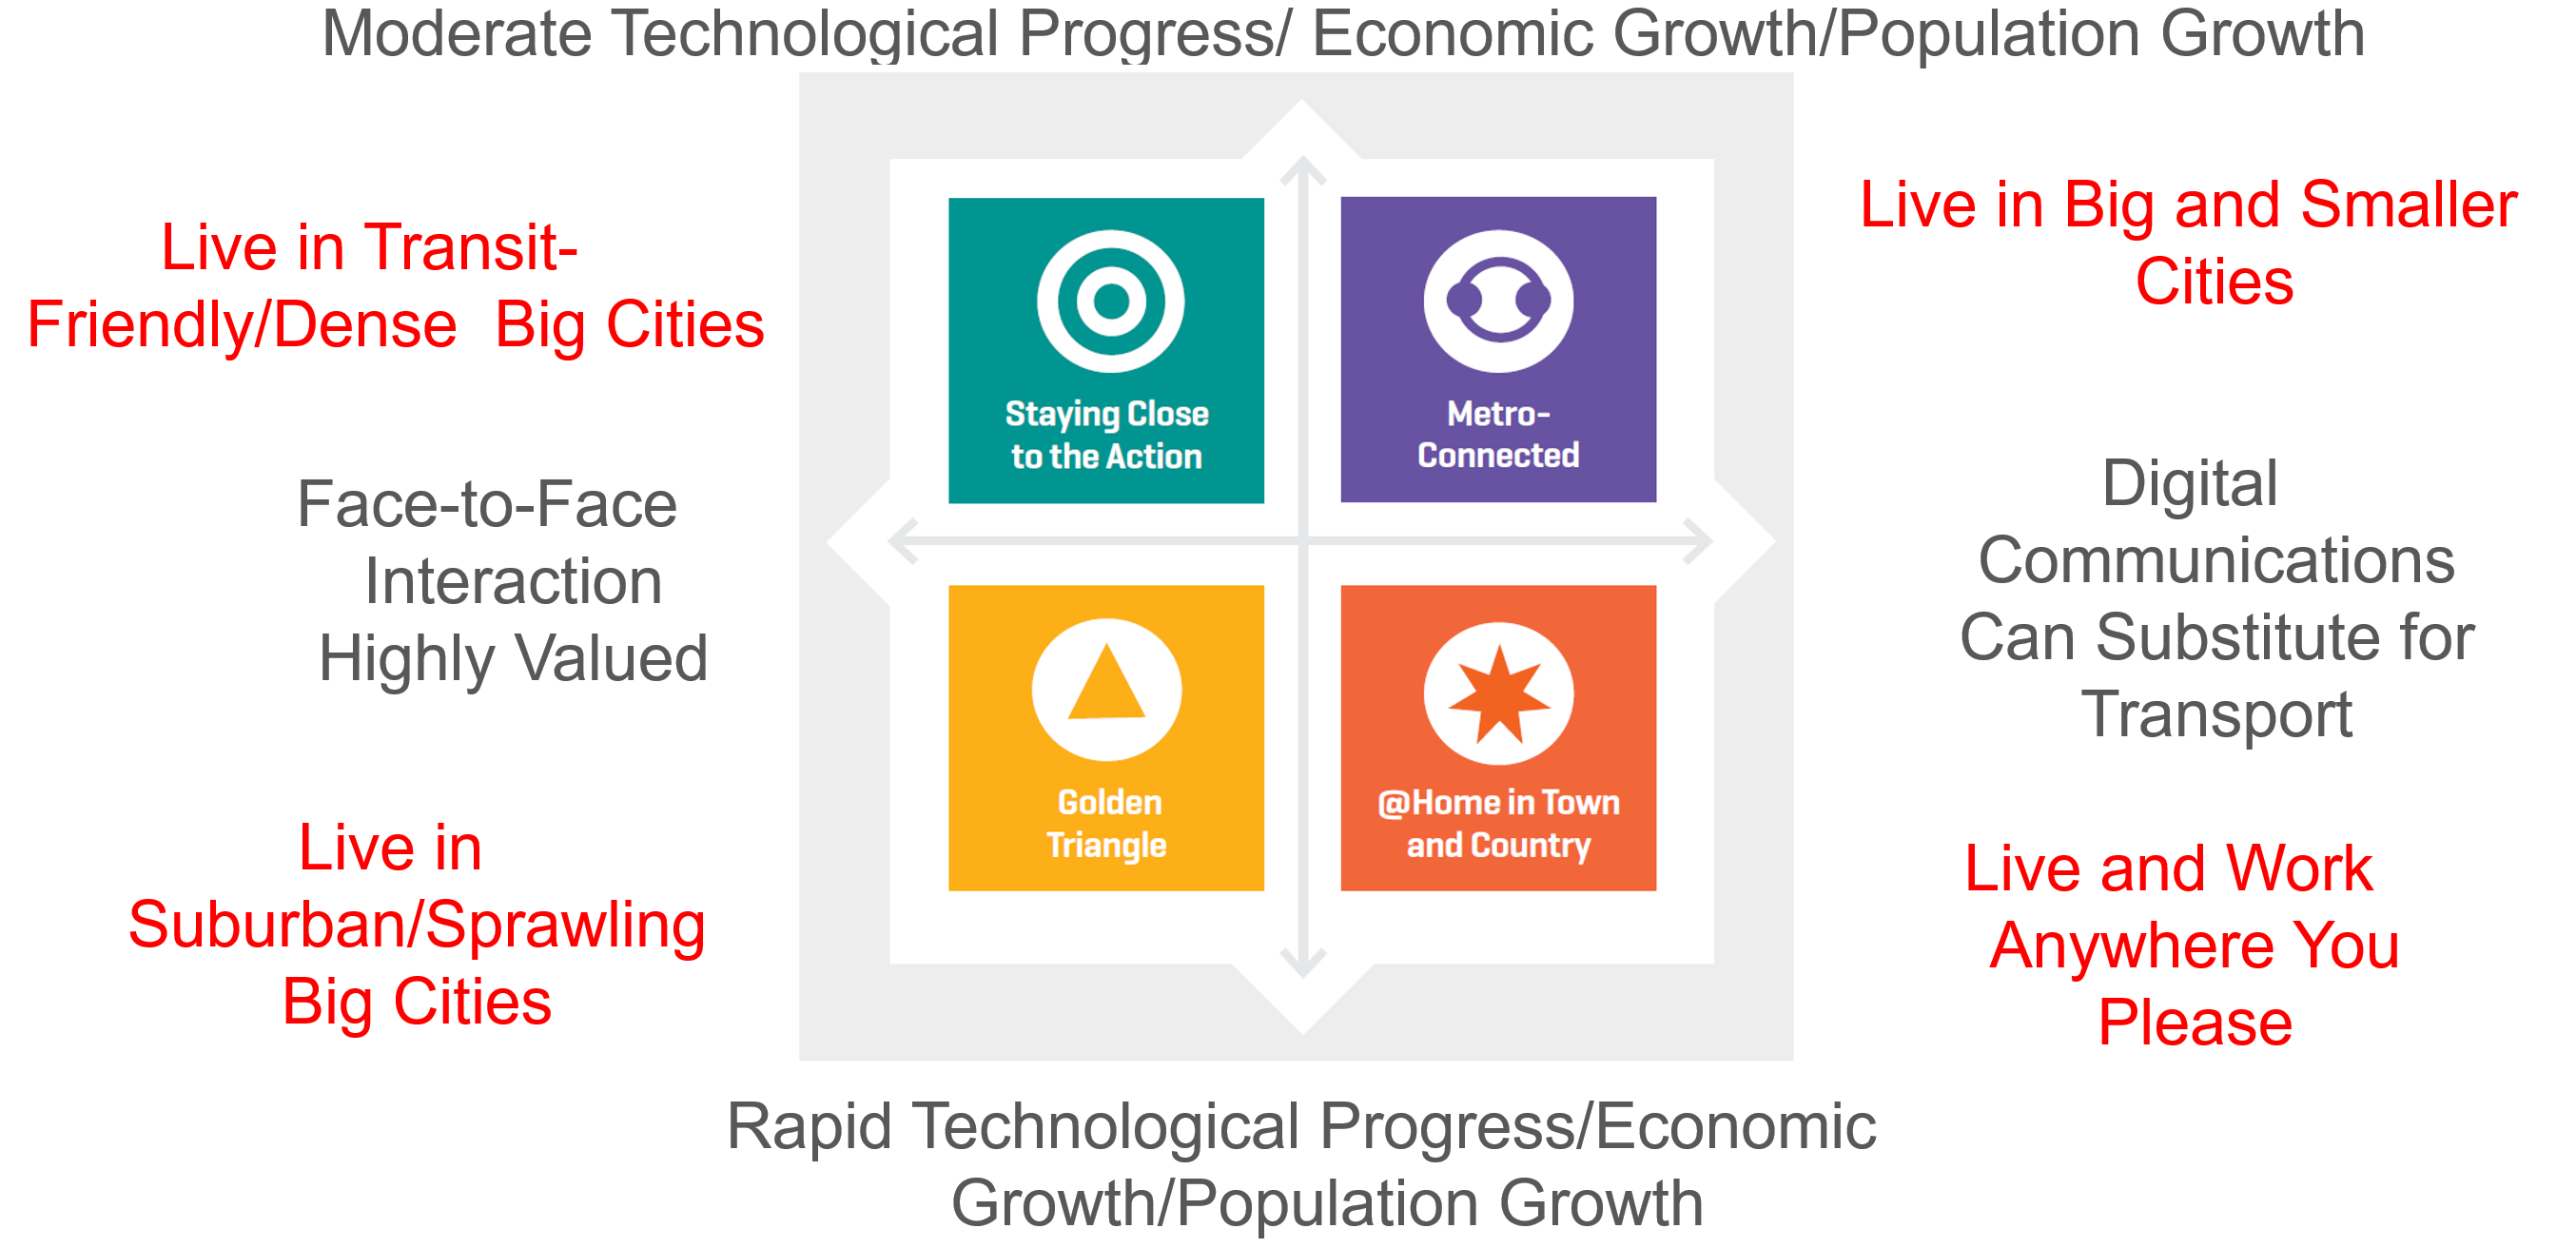 Moderate Technological Progress/ Economic Growth/Population Growth
Live in Transit-
Friendly/Dense  Big Cities
Live in Big and Smaller
Cities
Staying Close
to the Action
Metro-
Connected
Face-to-Face
Interaction
Highly Valued
Digital
Communications
Can Substitute for
Transport
Golden
Triangle
@Home in Town
and Country
Live in
Suburban/Sprawling
Big Cities
Live and Work
Anywhere You
Please
Rapid Technological Progress/Economic
Growth/Population Growth